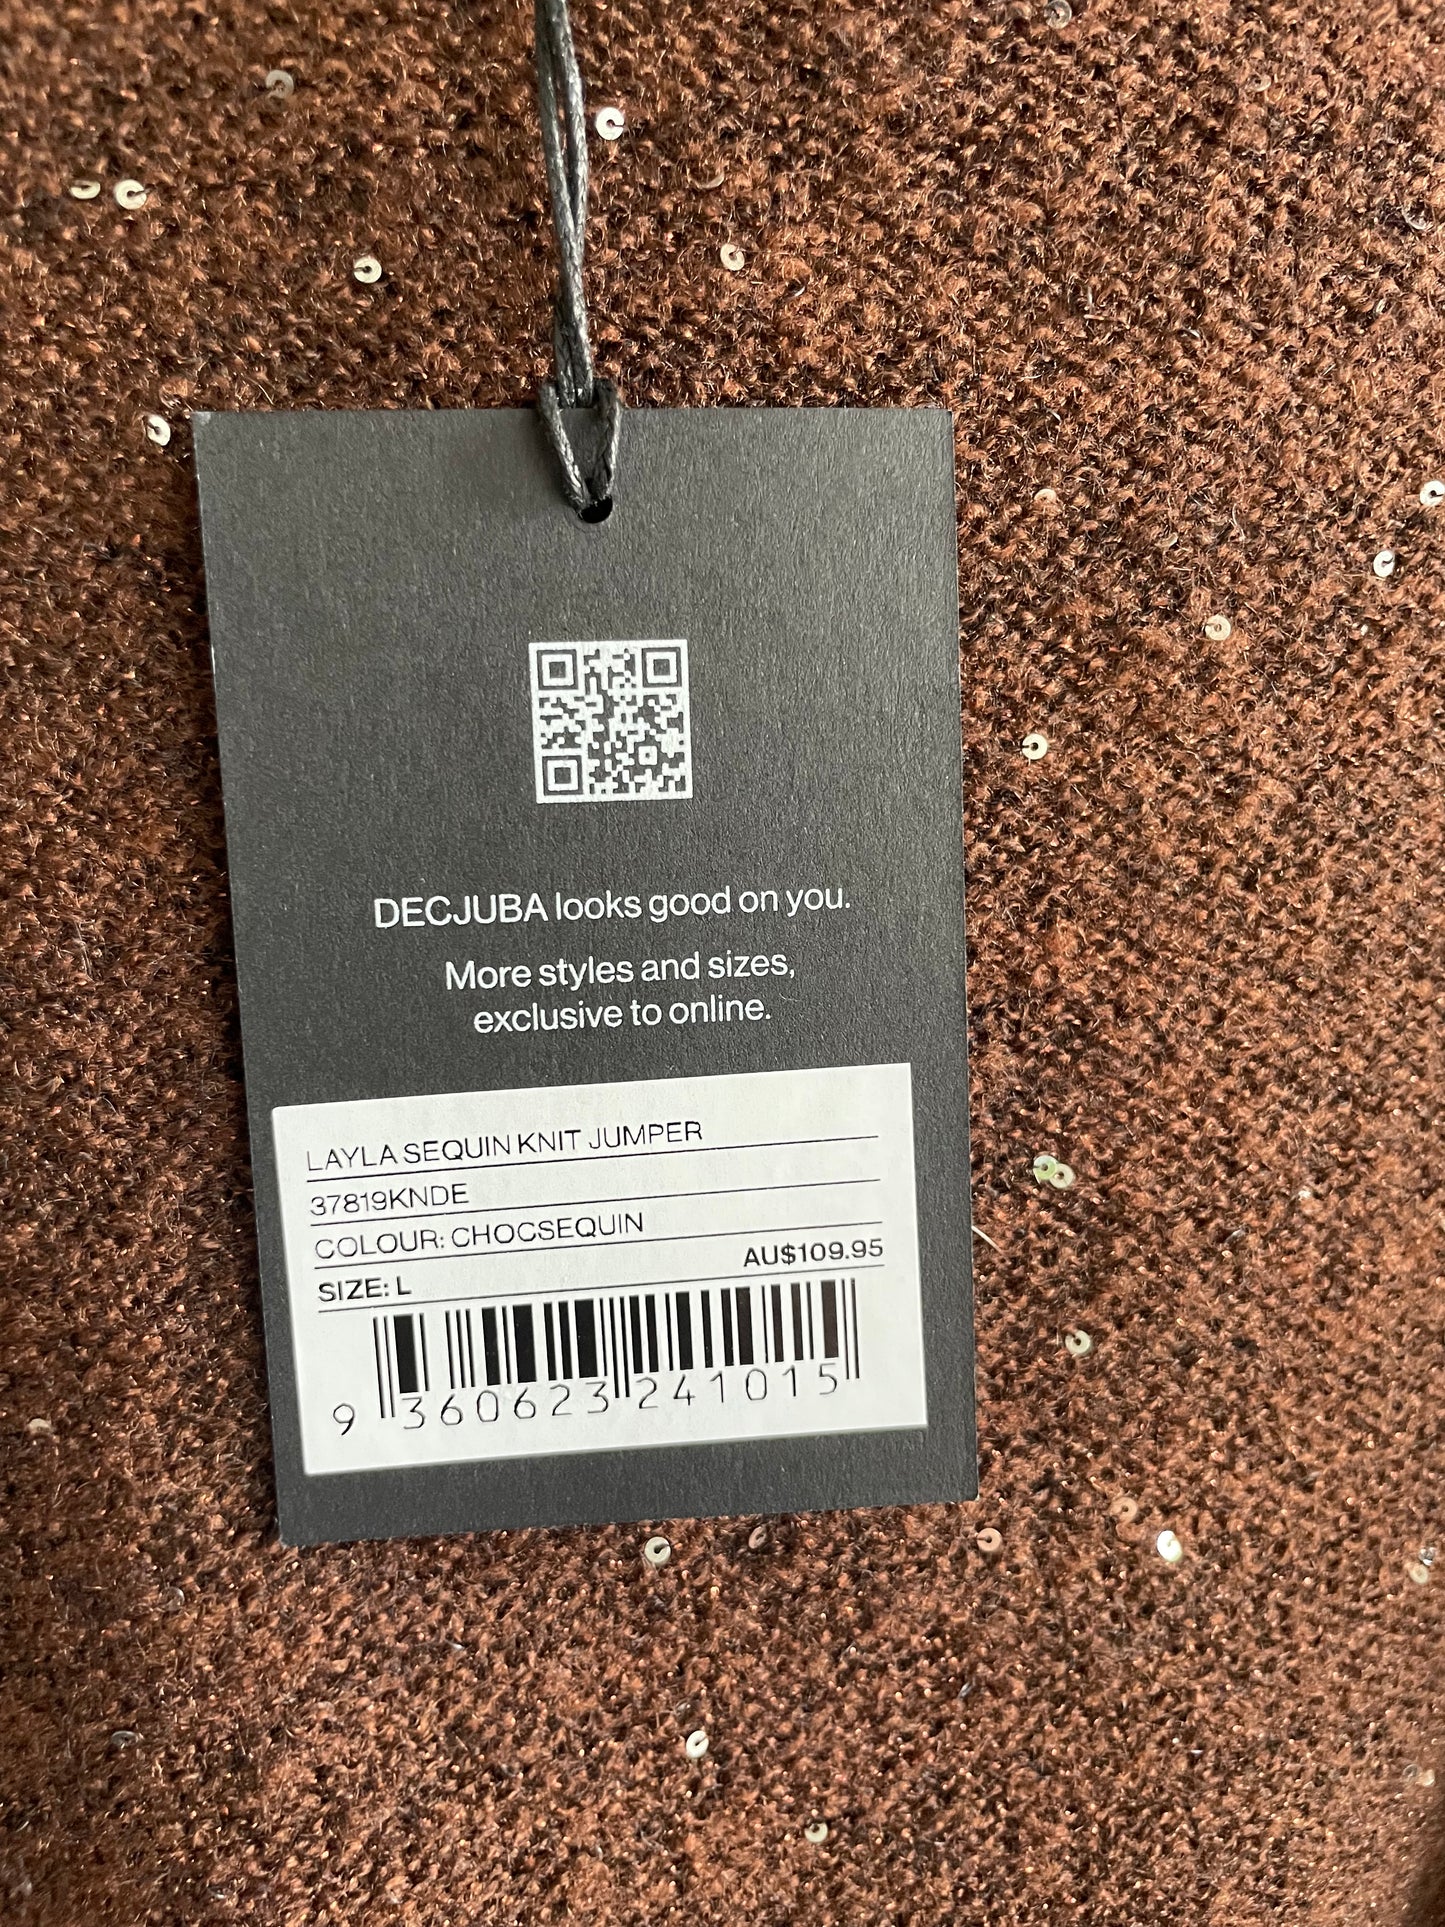 DECJUBA looks good on you.
More styles and sizes,
exclusive to online.
LAYLA SEQUIN KNIT JUMPER
37819KNDE
COLOUR: CHOCSEQUIN
SIZE: L AU$109.95
9 360623 241015